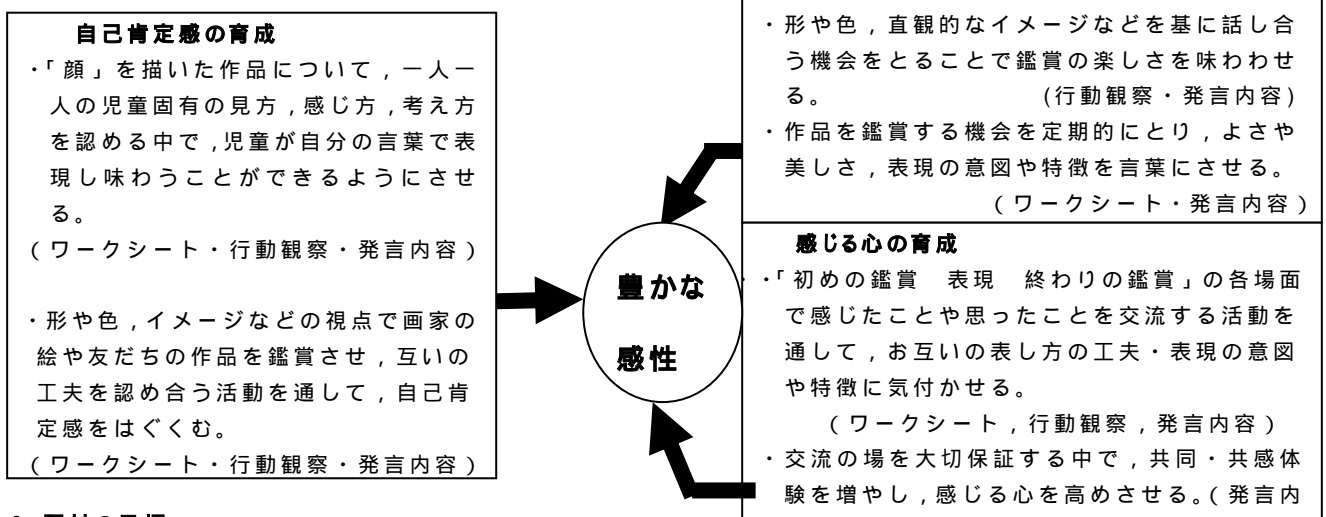 自己肯定感の育成
・「顔」を描いた作品について，一人一
人の児童固有の見方，感じ方，考え方
を認める中で，児童が自分の言葉で表
現し味わうことができるようにさせ
る。
（ワークシート・行動観察・発言内容）
・形や色，イメージなどの視点で画家の
絵や友だちの作品を鑑賞させ，互いの
工夫を認め合う活動を通して，自己肯
定感をはぐくむ。
（ワークシート・行動観察・発言内容）
豊かな
感性
・形や色，直観的なイメージなどを基に話し合
う機会をとることで鑑賞の楽しさを味わわせ
る。 (行動観察・発言内容)
・作品を鑑賞する機会を定期的にとり，よさや
美しさ，表現の意図や特徴を言葉にさせる。
（ワークシート・発言内容）
感じる心の育成
・「初めの鑑賞　表現　終わりの鑑賞」の各場面
で感じたことや思ったことを交流する活動を
通して，お互いの表し方の工夫・表現の意図
や特徴に気付かせる。
（ワークシート，行動観察，発言内容）
・交流の場を大切保証する中で，共同・共感体
験を増やし，感じる心を高めさせる。（発言内